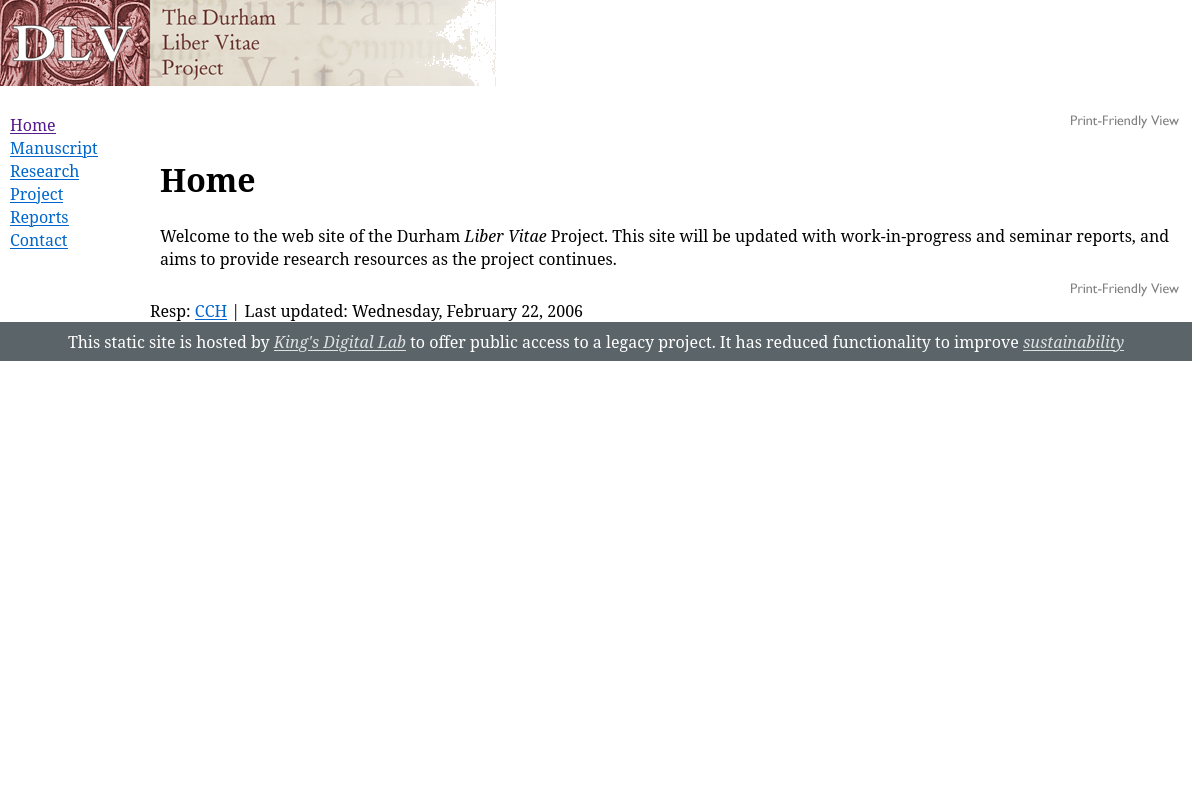 DLV
The Durham
Liber Vitae
Project
Home
Manuscript
Research
Project
Reports
Contact
Print-Friendly View
Home
Welcome to the web site of the Durham Liber Vitae Project. This site will be updated with work-in-progress and seminar reports, and
aims to provide research resources as the project continues.
Print-Friendly View
Resp: CCH | Last updated: Wednesday, February 22, 2006
This static site is hosted by King's Digital Lab to offer public access to a legacy project. It has reduced functionality to improve sustainability